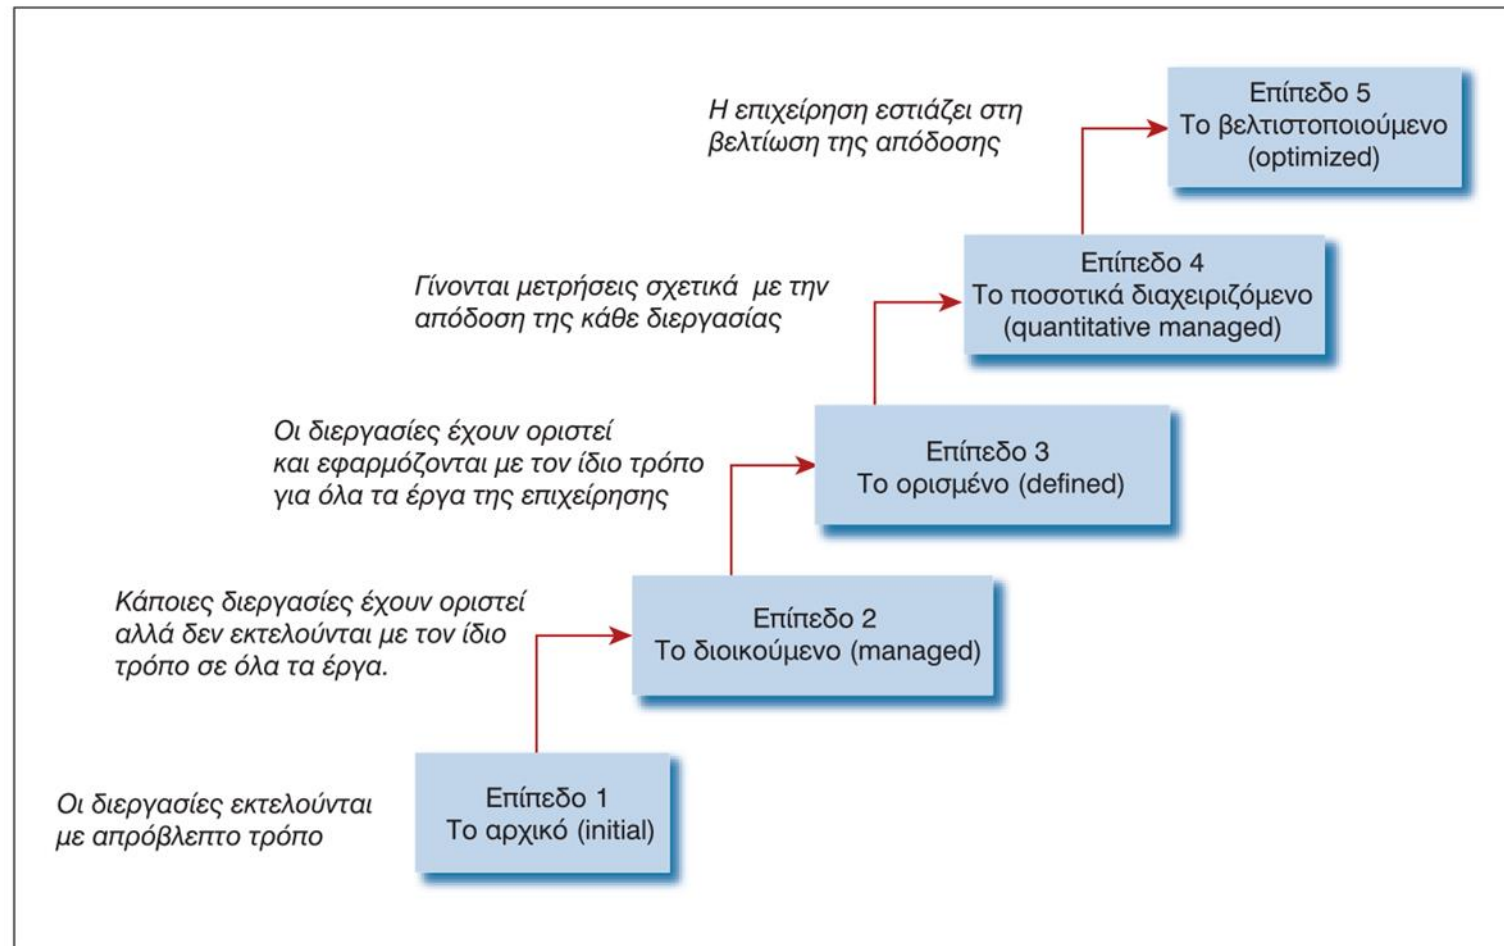 Η επιχείρηση εστιάζει στη
βελτίωση της απόδοσης
Επίπεδο 5
Το βελτιστοποιούμενο
(optimized)
Γίνονται μετρήσεις σχετικά με την
απόδοση της κάθε διεργασίας
Επίπεδο 4
Το ποσοτικά διαχειριζόμενο
(quantitative managed)
Οι διεργασίες έχουν οριστεί
και εφαρμόζονται με τον ίδιο τρόπο
για όλα τα έργα της επιχείρησης
Επίπεδο 3
Το ορισμένο (defined)
Κάποιες διεργασίες έχουν οριστεί
αλλά δεν εκτελούνται με τον ίδιο
τρόπο σε όλα τα έργα.
Επίπεδο 2
Το διοικούμενο (managed)
Οι διεργασίες εκτελούνται
με απρόβλεπτο τρόπο
Επίπεδο 1
Το αρχικό (initial)